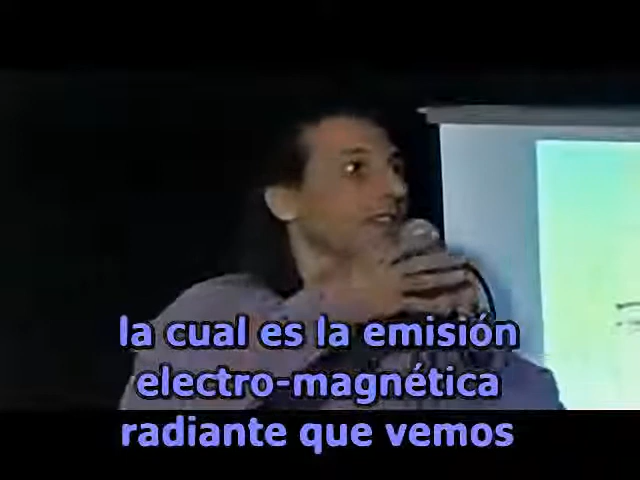 la cual es la emisión
electro-magnética
radiante que vemos